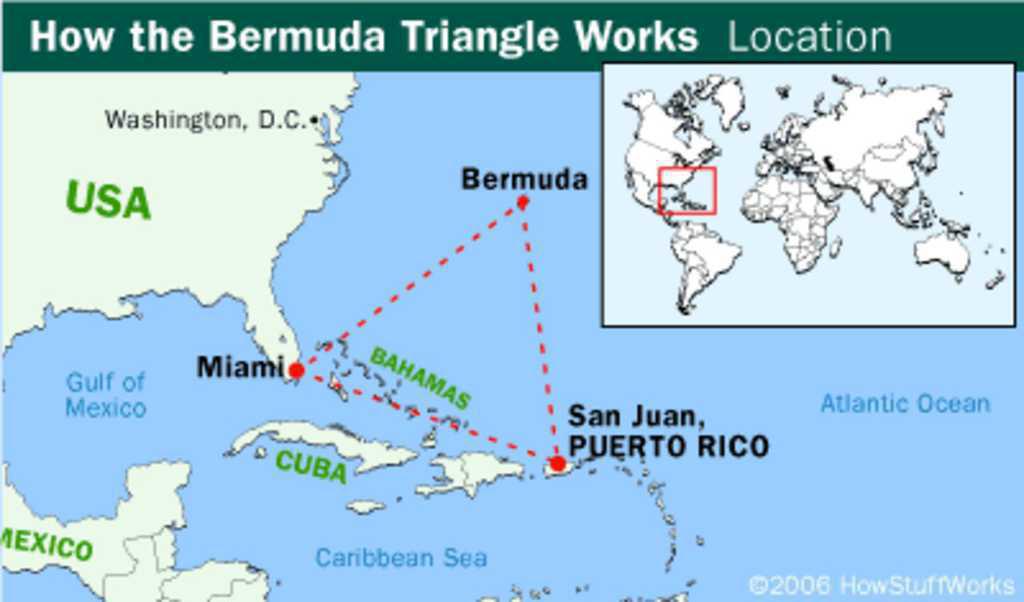 How the Bermuda Triangle Works Location
Washington, D.C.
USA
Bermuda
Miami
BAHAMAS
Gulf of
Mexico
Atlantic Ocean
San Juan,
PUERTO RICO
CUBA
MEXICO
Caribbean Sea
©2006 HowStuffWorks